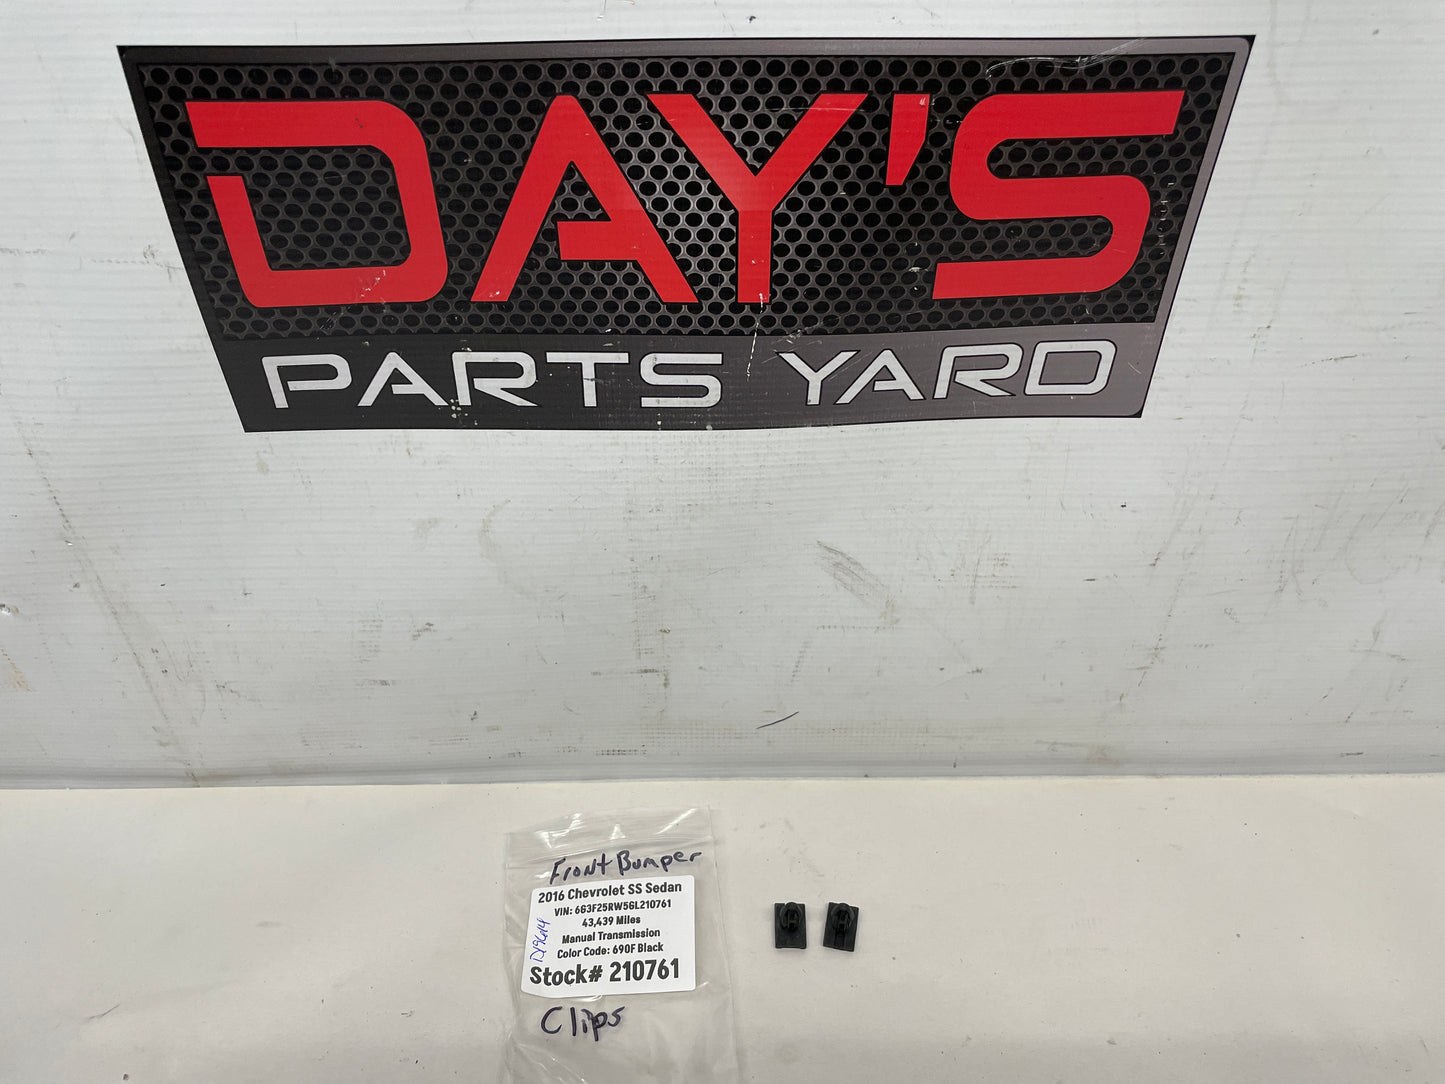 DAY'S
PARTS YARD
Front Bumper
2016 Chevrolet SS Sedan
VIN: 6G3F25RW5GL210761
43,439 Miles
Manual Transmission
Color Code: 690F Black
Stock# 210761
Clips